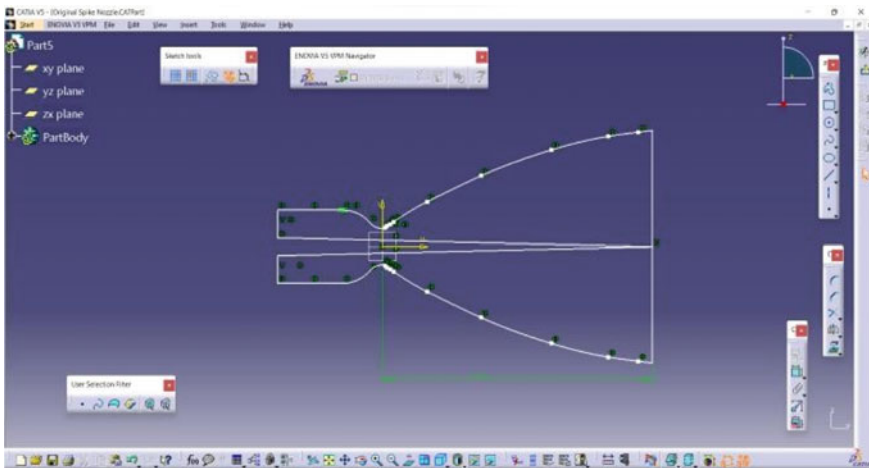 CATIA V5 - [Original Spike Nozzle.CATPart]
Start ENOVIA V5 VPM File Edit View Insert Tools Window Help
Part5
xy plane
yz plane
zx plane
PartBody
Sketch tools
ENOVIA V5 VPM Navigator
User Selection Filter